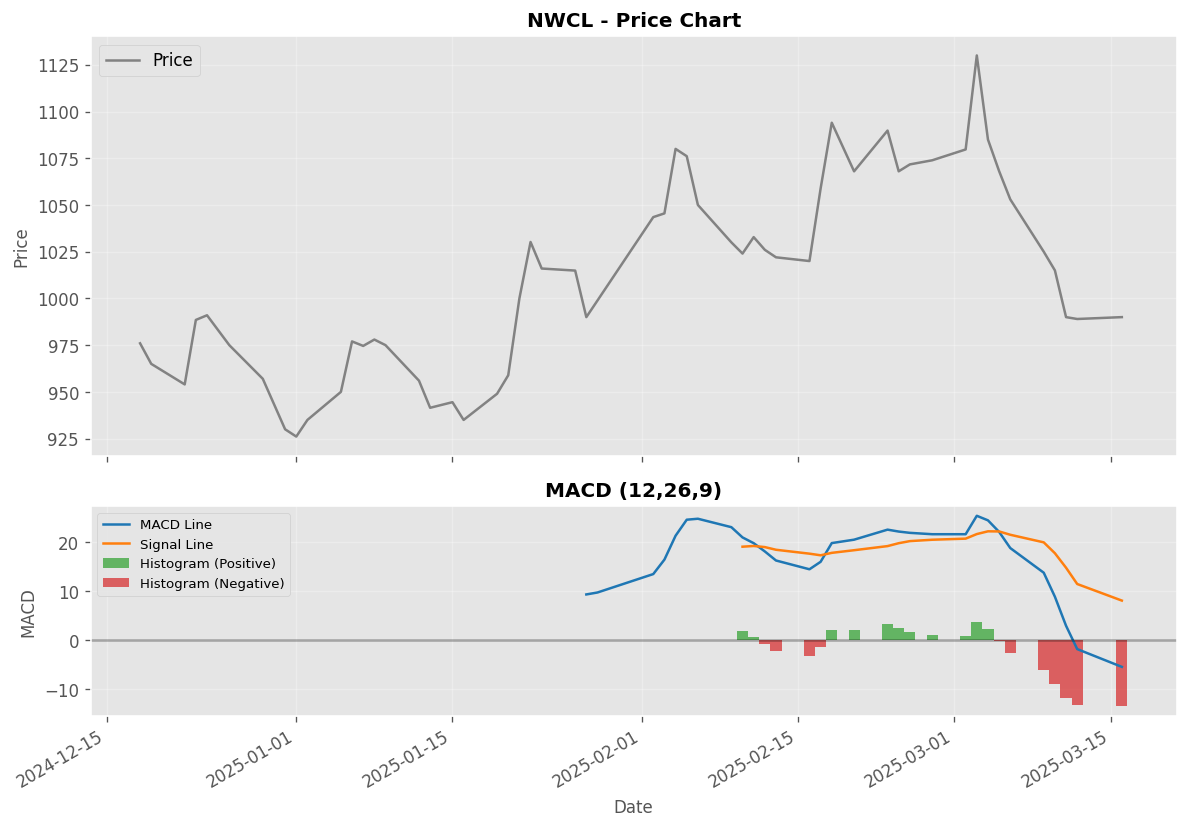 NWCL - Price Chart
Price
1125
1100
1075
1050
1025
1000
975
950
925
Price
MACD (12,26,9)
MACD Line
Signal Line
Histogram (Positive)
Histogram (Negative)
20
10
0
−10
MACD
2024-12-15
2025-01-01
2025-01-15
2025-02-01
2025-02-15
2025-03-01
2025-03-15
Date